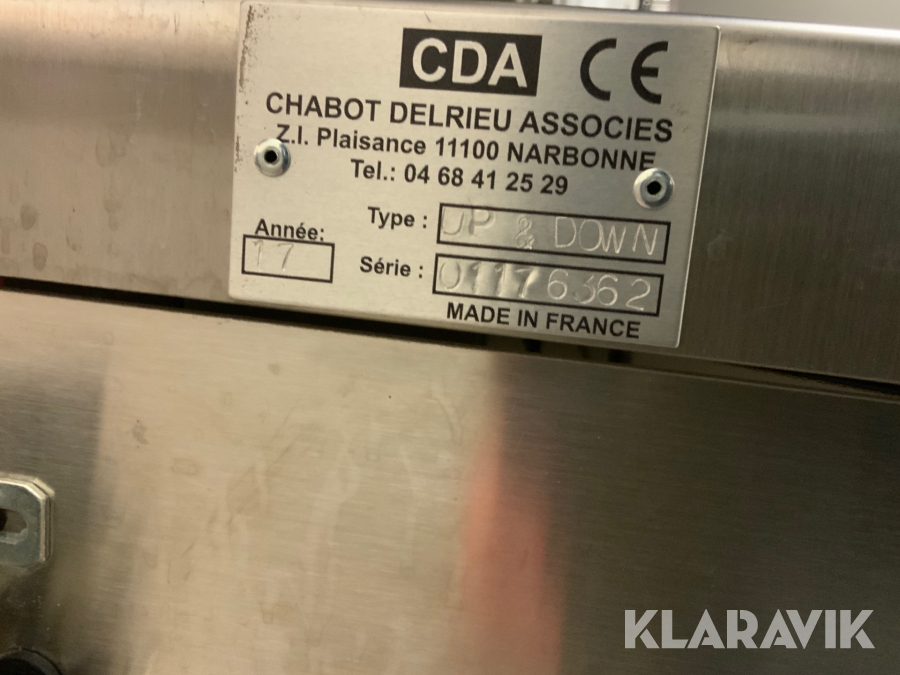 CDA CE
CHABOT DELRIEU ASSOCIES
Z.I. Plaisance 11100 NARBONNE
Tel.: 04 68 41 25 29
Type : UP & DOWN
Année: 17
Série : 01176362
MADE IN FRANCE
KLARAVIK